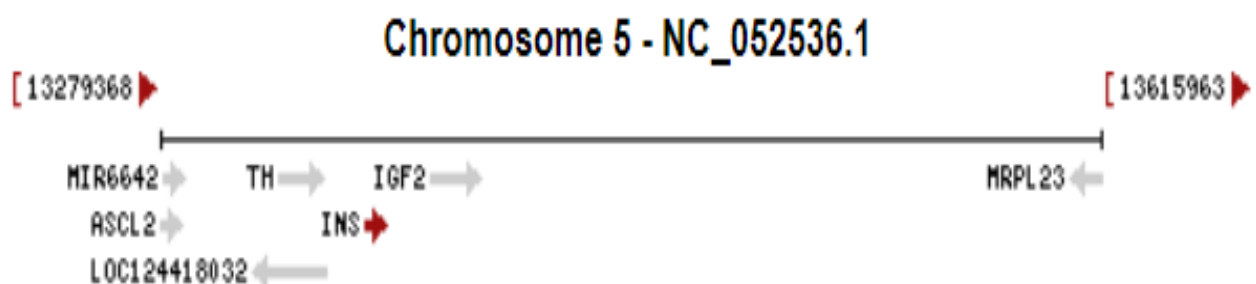 Chromosome 5 - NC_052536.1
[ 13279368 [ 13615963
MIR6642 TH IGF2 MRPL23
ASCL2 INS
LOC124418032